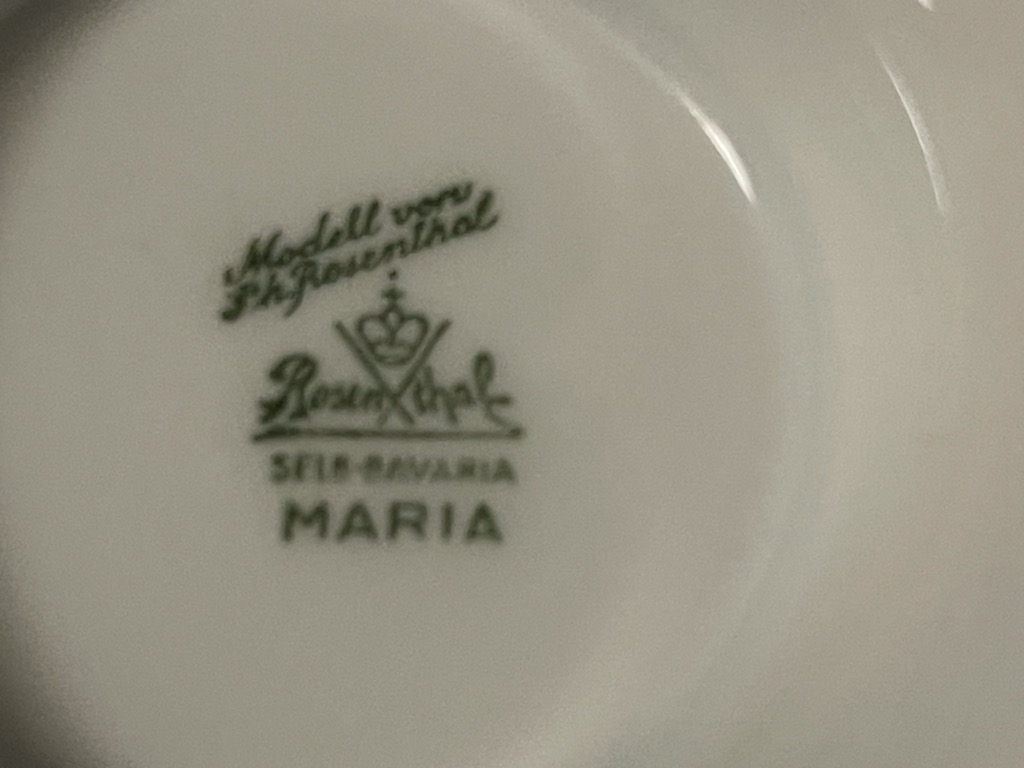 Modell von
Ph. Rosenthal
Rosenthal
SELB-BAVARIA
MARIA